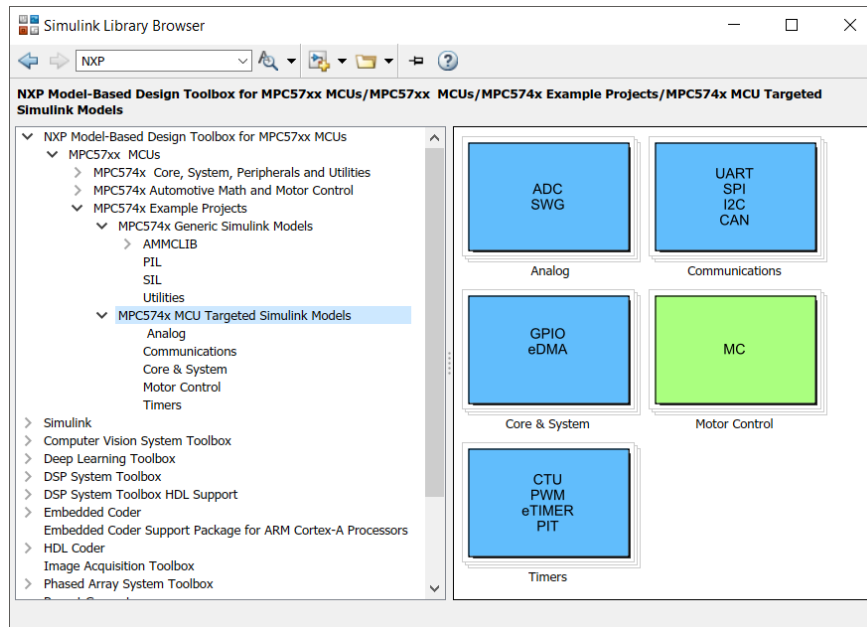 Simulink Library Browser
NXP
NXP Model-Based Design Toolbox for MPC57xx MCUs/MPC57xx MCUs/MPC574x Example Projects/MPC574x MCU Targeted
Simulink Models
NXP Model-Based Design Toolbox for MPC57xx MCUs
MPC57xx MCUs
MPC574x Core, System, Peripherals and Utilities
MPC574x Automotive Math and Motor Control
MPC574x Example Projects
MPC574x Generic Simulink Models
AMMCLIB
PIL
SIL
Utilities
MPC574x MCU Targeted Simulink Models
Analog
Communications
Core & System
Motor Control
Timers
Simulink
Computer Vision System Toolbox
Deep Learning Toolbox
DSP System Toolbox
DSP System Toolbox HDL Support
Embedded Coder
Embedded Coder Support Package for ARM Cortex-A Processors
HDL Coder
Image Acquisition Toolbox
Phased Array System Toolbox
ADC
SWG
Analog
UART
SPI
I2C
CAN
Communications
GPIO
eDMA
Core & System
MC
Motor Control
CTU
PWM
eTIMER
PIT
Timers